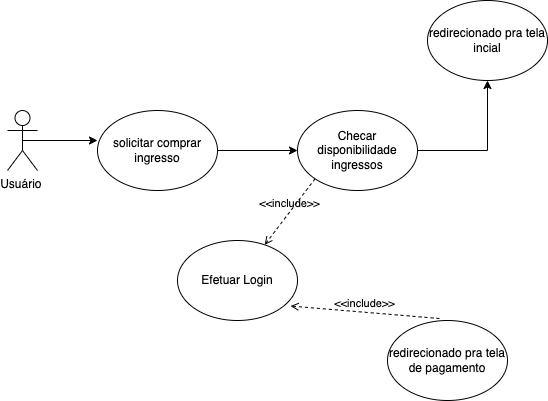 redirecionado pra tela
incial
solicitar comprar
ingresso
Checar
disponibilidade
ingressos
Usuário
<<include>>
Efetuar Login
<<include>>
redirecionado pra tela
de pagamento